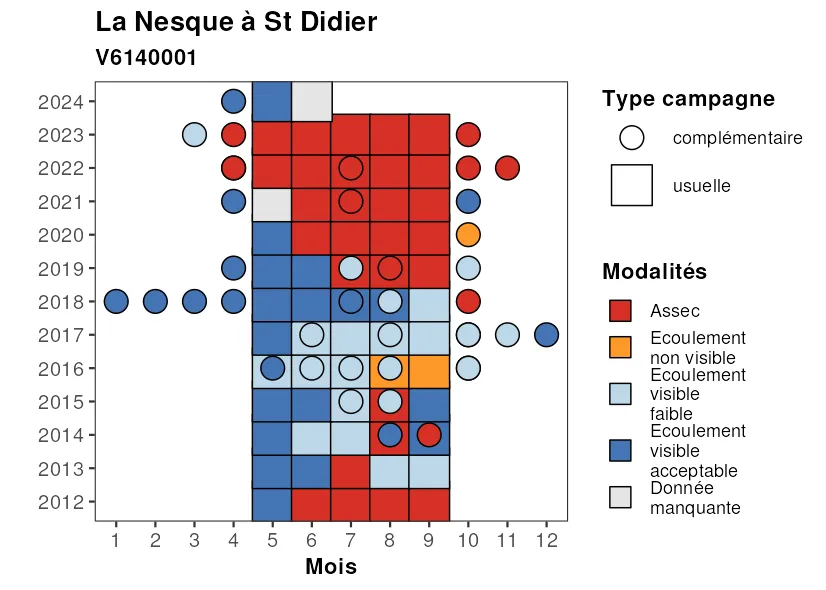 La Nesque à St Didier
V6140001
2024
2023
2022
2021
2020
2019
2018
2017
2016
2015
2014
2013
2012
1 2 3 4 5 6 7 8 9 10 11 12
Mois
Type campagne
complémentaire
usuelle
Modalités
Assec
Ecoulement
non visible
Ecoulement
visible
faible
Ecoulement
visible
acceptable
Donnée
manquante